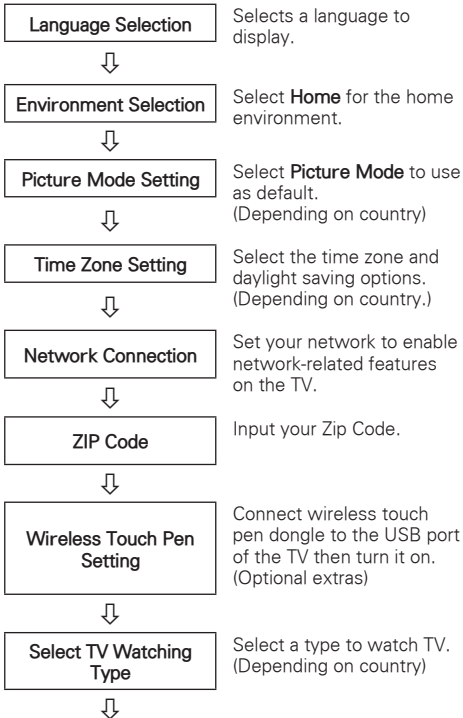 Language Selection
Selects a language to
display.
Environment Selection
Select Home for the home
environment.
Picture Mode Setting
Select Picture Mode to use
as default.
(Depending on country)
Time Zone Setting
Select the time zone and
daylight saving options.
(Depending on country.)
Network Connection
Set your network to enable
network-related features
on the TV.
ZIP Code
Input your Zip Code.
Wireless Touch Pen
Setting
Connect wireless touch
pen dongle to the USB port
of the TV then turn it on.
(Optional extras)
Select TV Watching
Type
Select a type to watch TV.
(Depending on country)